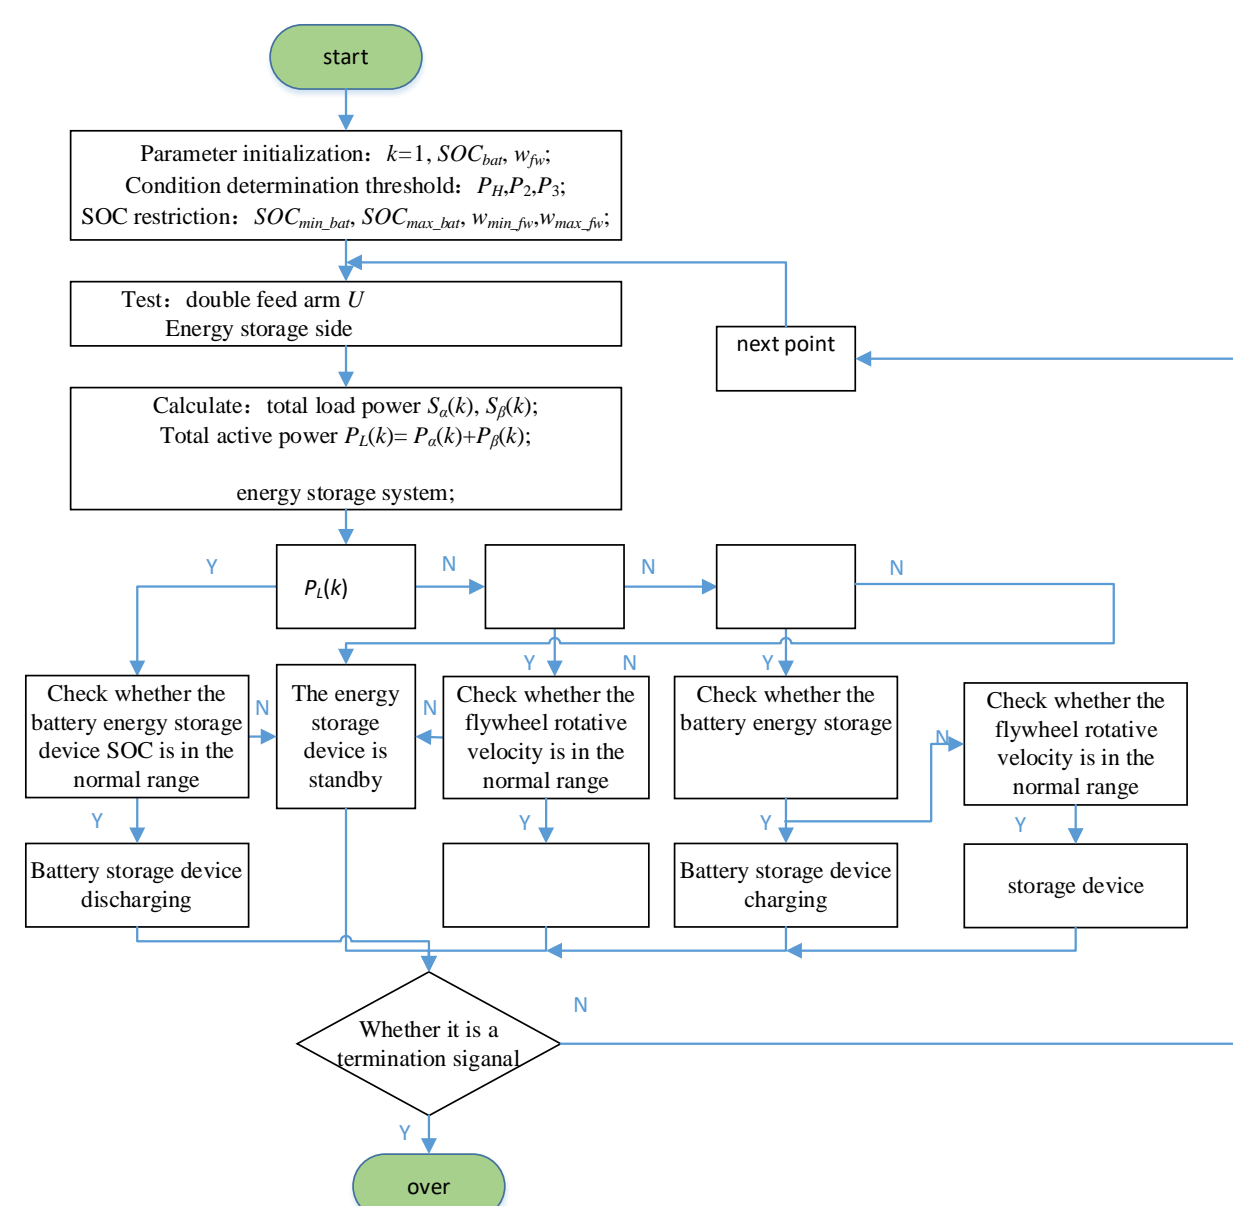 start
Parameter initialization：k=1, SOCbat, wfw;
Condition determination threshold：PH,P2,P3;
SOC restriction：SOCmin_bat, SOCmax_bat, wmin_fw,wmax_fw;
Test：double feed arm U
Energy storage side
next point
Calculate：total load power Sα(k), Sβ(k);
Total active power PL(k)= Pα(k)+Pβ(k);
energy storage system;
Y
PL(k)
N
N
N
Y
N
Y
Check whether the
battery energy storage
device SOC is in the
normal range
N
The energy
storage
device is
standby
N
Check whether the
flywheel rotative
velocity is in the
normal range
Check whether the
battery energy storage
N
Check whether the
flywheel rotative
velocity is in the
normal range
Y
Y
Y
Y
Battery storage device
discharging
Battery storage device
charging
storage device
Whether it is a
termination siganal
N
Y
over